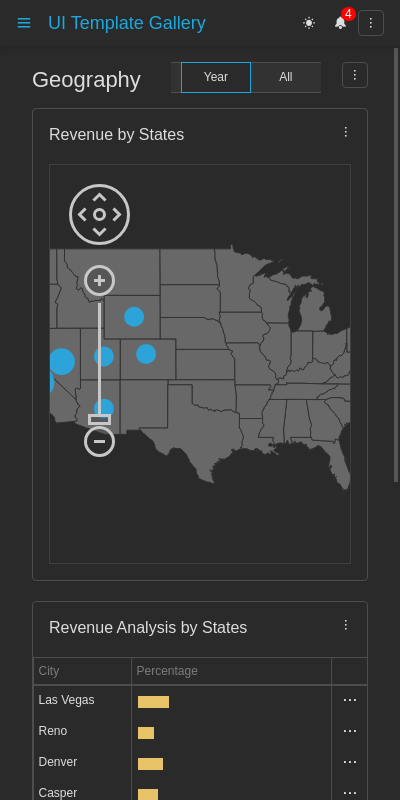 UI Template Gallery
4
Geography
Year
All
Revenue by States
Revenue Analysis by States
City
Percentage
Las Vegas
Reno
Denver
Casper